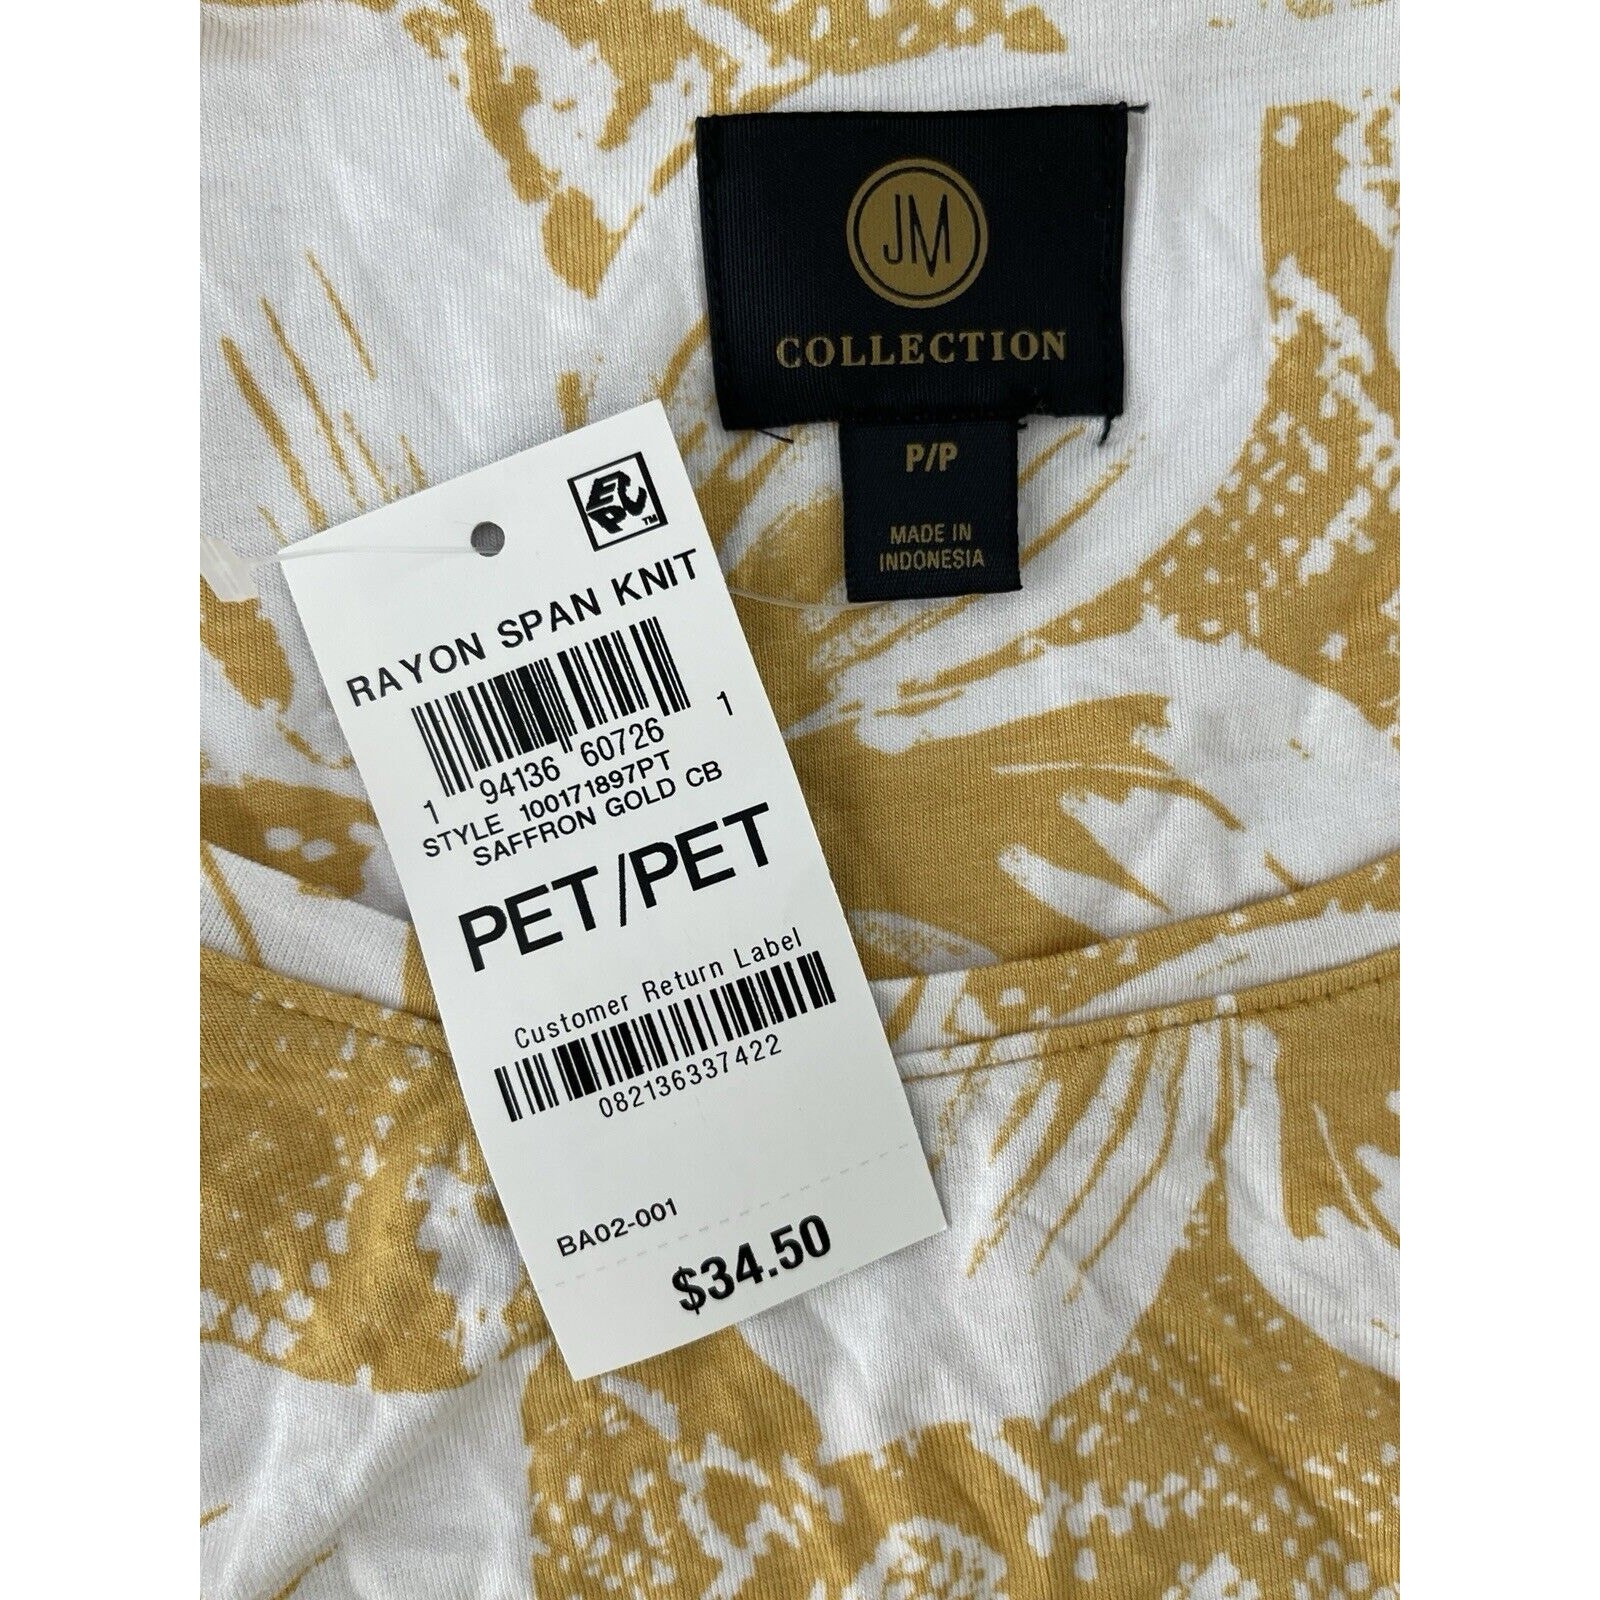 JM
COLLECTION
P/P
MADE IN
INDONESIA
EPC™
RAYON SPAN KNIT
1 94136 60726 1
STYLE 100171897PT
SAFFRON GOLD CB
PET/PET
Customer Return Label
082136337422
BA02-001
$34.50